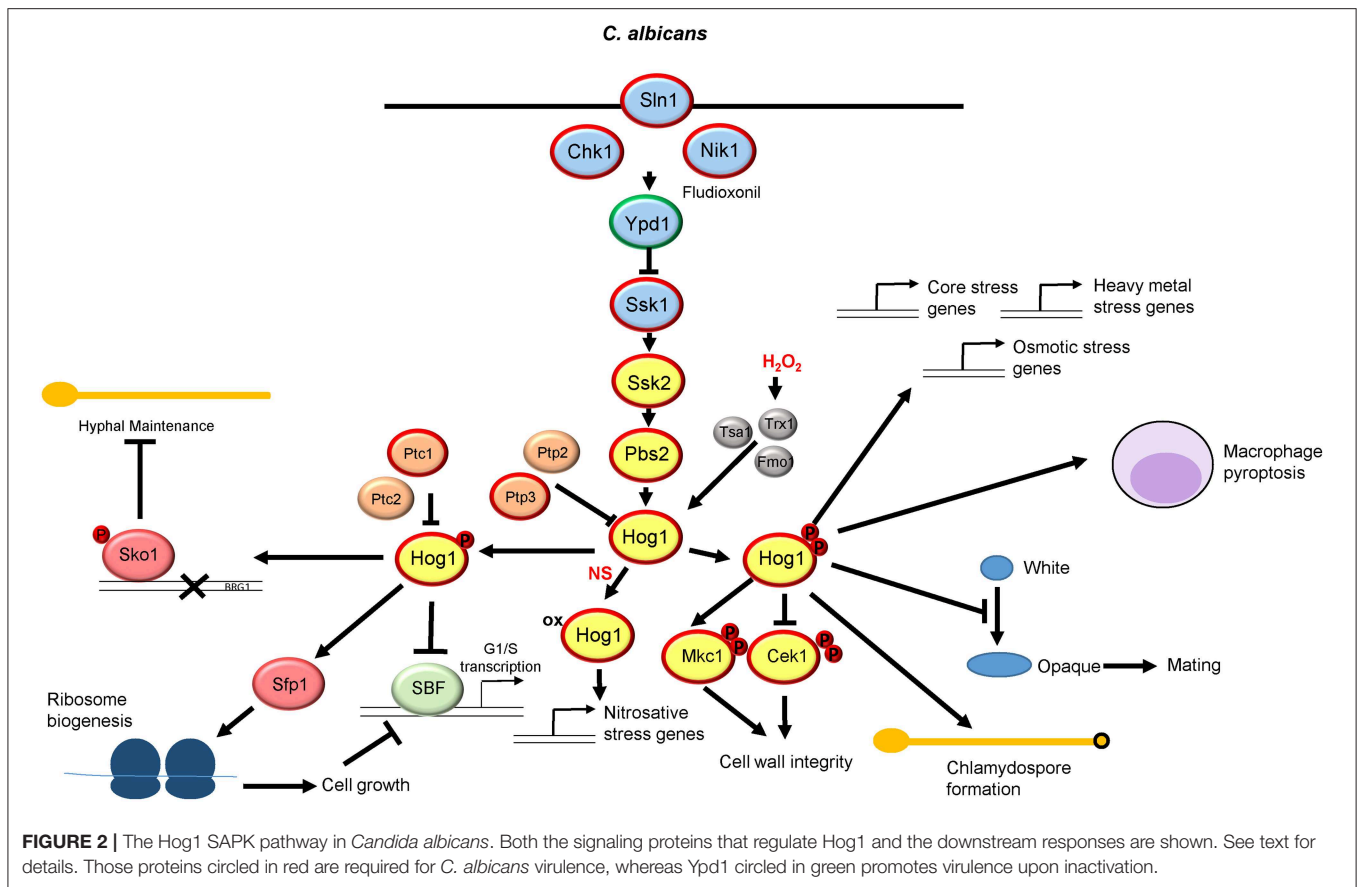 C. albicans
Sln1
Chk1
Nik1
Fludioxonil
Ypd1
Ssk1
Core stress
genes
Heavy metal
stress genes
Osmotic stress
genes
Ssk2
H₂O₂
Trx1
Tsa1
Fmo1
Pbs2
Ptp2
Ptp3
Ptc1
Ptc2
Hyphal Maintenance
Macrophage
pyroptosis
P
Sko1
BRG1
Hog1
P
Hog1
Hog1
P
P
NS
ox
Hog1
White
Opaque
Mating
Mkc1
P
P
Cek1
P
P
Sfp1
SBF
G1/S
transcription
Nitrosative
stress genes
Ribosome
biogenesis
Cell growth
Cell wall integrity
Chlamydospore
formation
FIGURE 2 | The Hog1 SAPK pathway in Candida albicans. Both the signaling proteins that regulate Hog1 and the downstream responses are shown. See text for
details. Those proteins circled in red are required for C. albicans virulence, whereas Ypd1 circled in green promotes virulence upon inactivation.